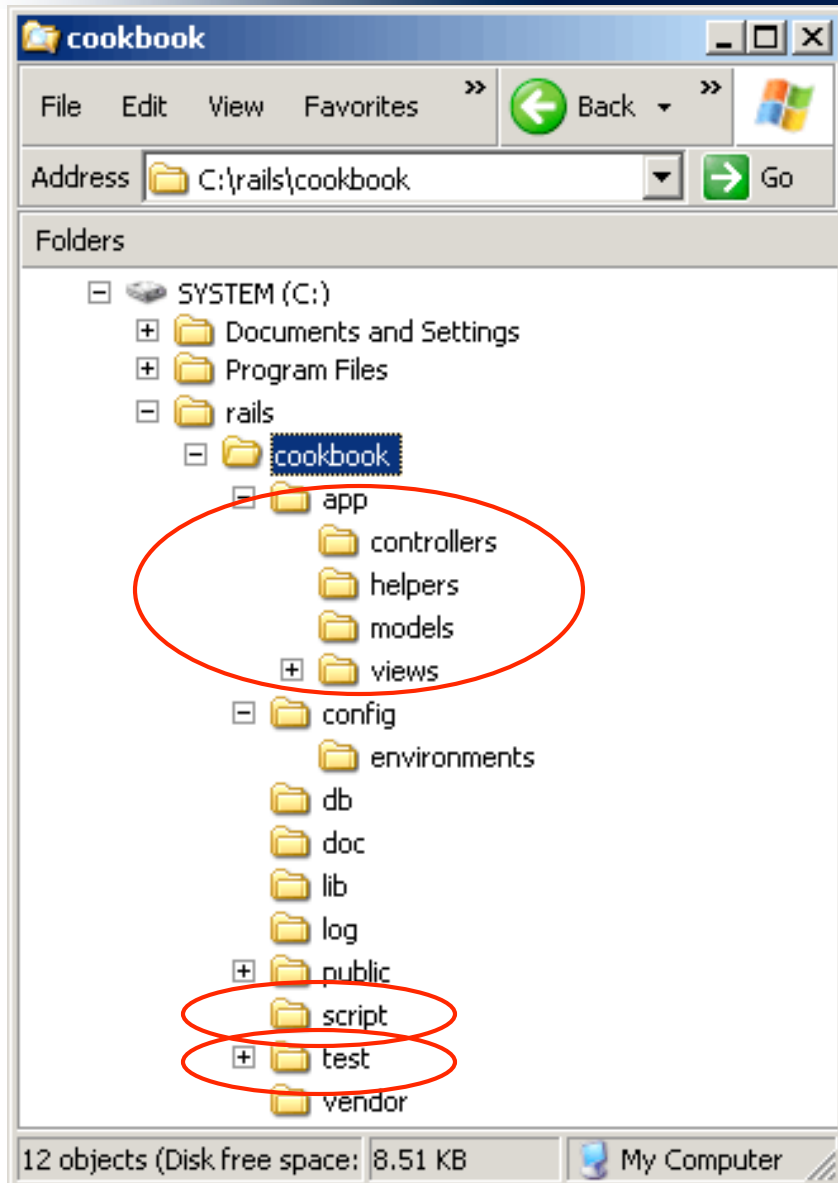 cookbook
File Edit View Favorites » Back »
Address C:\rails\cookbook Go
Folders
SYSTEM (C:)
Documents and Settings
Program Files
rails
cookbook
app
controllers
helpers
models
views
config
environments
db
doc
lib
log
public
script
test
vendor
12 objects (Disk free space: 8.51 KB My Computer